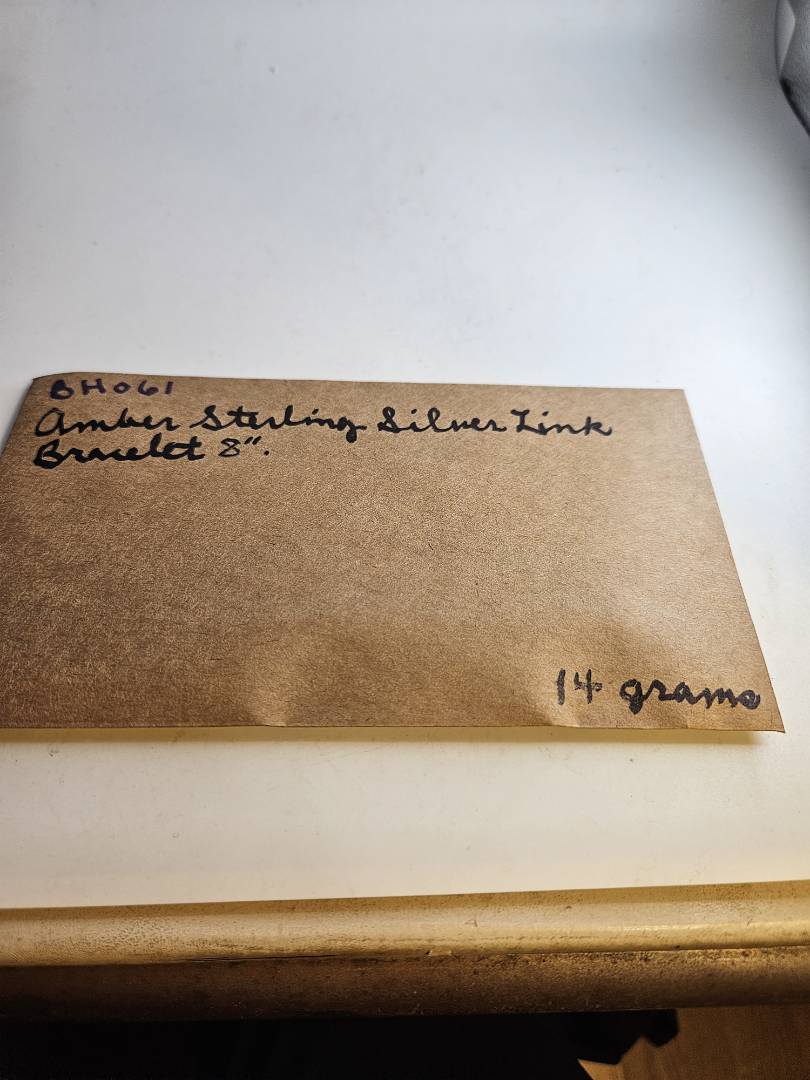 BH061
Amber Sterling Silver Link
Bracelet 8".
14 grams